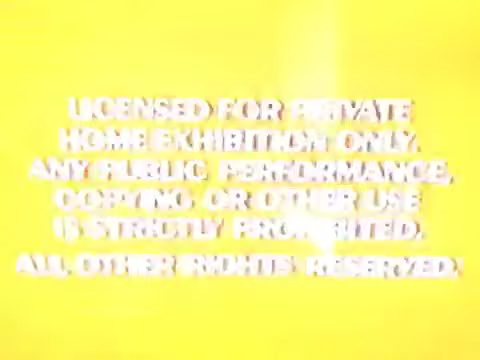 LICENSED FOR PRIVATE
HOME EXHIBITION ONLY.
ANY PUBLIC PERFORMANCE,
COPYING OR OTHER USE
IS STRICTLY PROHIBITED.
ALL OTHER RIGHTS RESERVED.